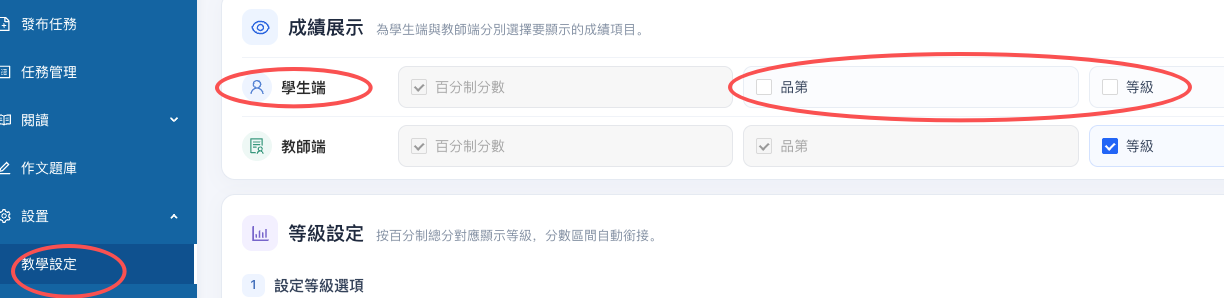 發布任務
任務管理
閱讀
作文題庫
設置
教學設定
成績展示 為學生端與教師端分別選擇要顯示的成績項目。
學生端 百分制分數 品第 等級
教師端 百分制分數 品第 等級
等級設定 按百分制總分對應顯示等級，分數區間自動銜接。
1 設定等級選項